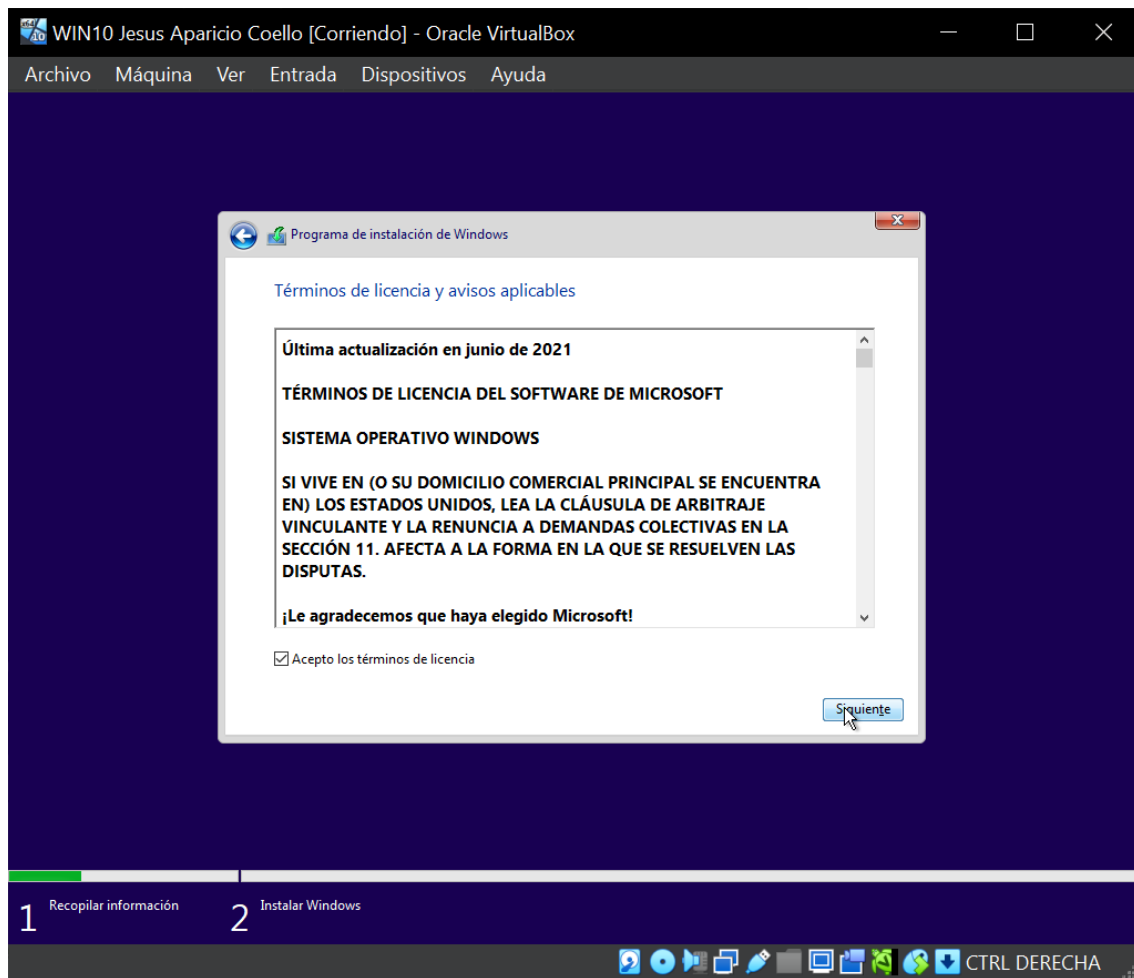 WIN10 Jesus Aparicio Coello [Corriendo] - Oracle VirtualBox
Archivo Máquina Ver Entrada Dispositivos Ayuda
Programa de instalación de Windows
Términos de licencia y avisos aplicables
Última actualización en junio de 2021
TÉRMINOS DE LICENCIA DEL SOFTWARE DE MICROSOFT
SISTEMA OPERATIVO WINDOWS
SI VIVE EN (O SU DOMICILIO COMERCIAL PRINCIPAL SE ENCUENTRA
EN) LOS ESTADOS UNIDOS, LEA LA CLÁUSULA DE ARBITRAJE
VINCULANTE Y LA RENUNCIA A DEMANDAS COLECTIVAS EN LA
SECCIÓN 11. AFECTA A LA FORMA EN LA QUE SE RESUELVEN LAS
DISPUTAS.
¡Le agradecemos que haya elegido Microsoft!
Acepto los términos de licencia
Siguiente
1 Recopilar información 2 Instalar Windows
CTRL DERECHA